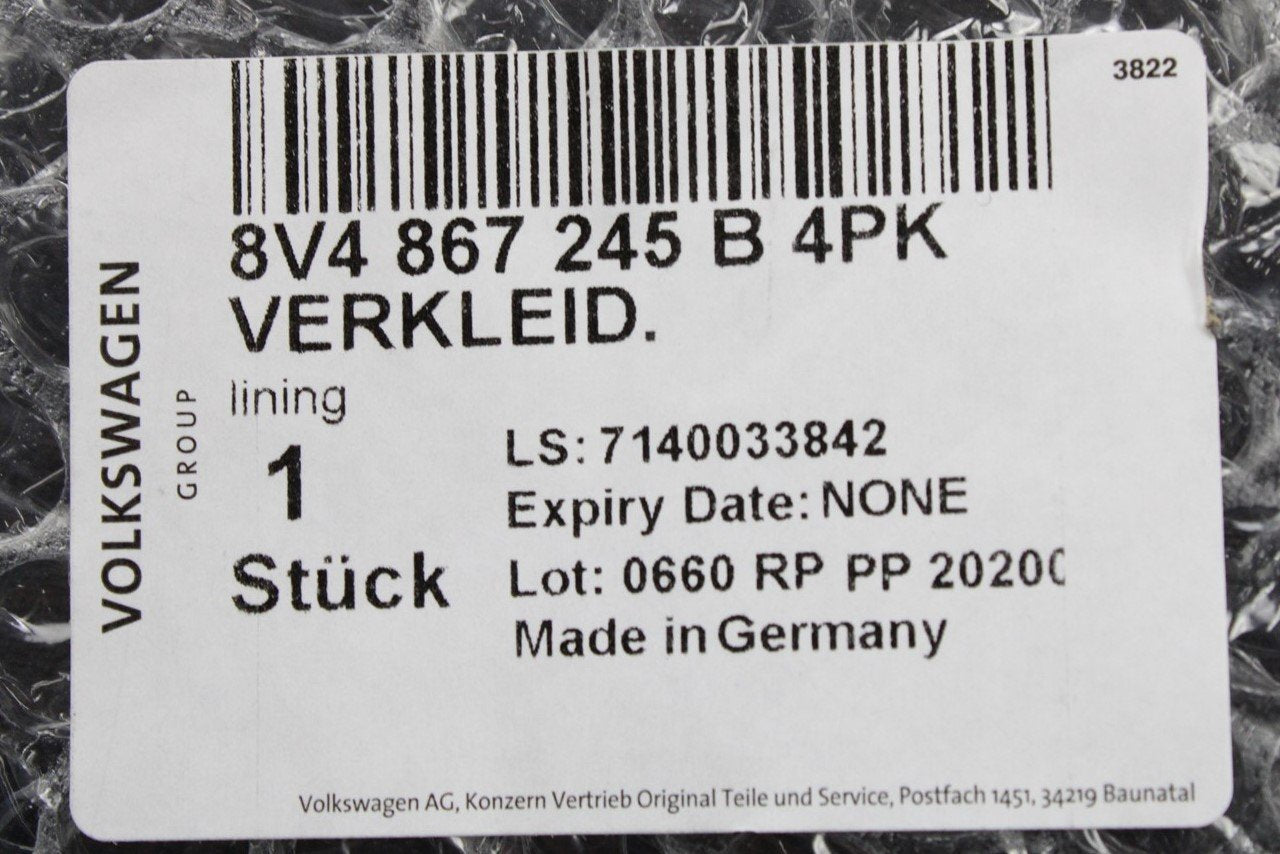 3822
8V4 867 245 B 4PK
VERKLEID.
lining
1
Stück
LS: 7140033842
Expiry Date: NONE
Lot: 0660 RP PP 2020
Made in Germany
VOLKSWAGEN
GROUP
Volkswagen AG, Konzern Vertrieb Original Teile und Service, Postfach 1451, 34219 Baunatal